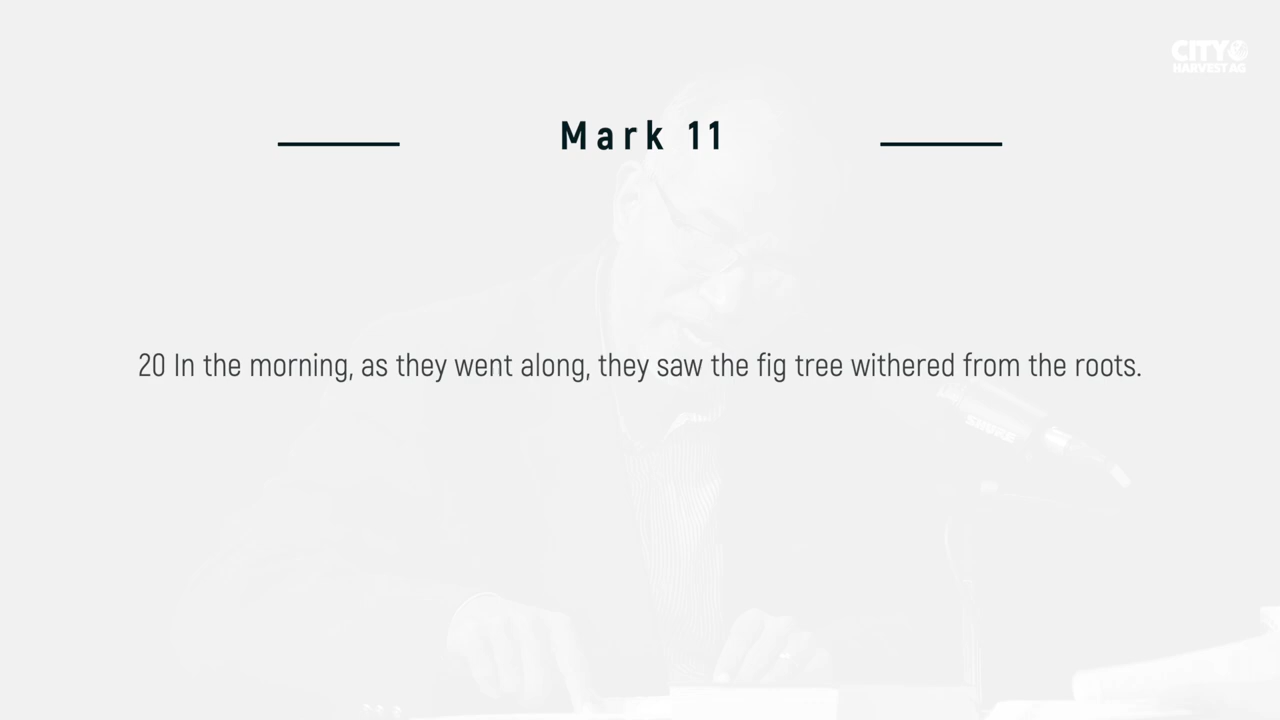 CITY
HARVEST AG
Mark 11
20 In the morning, as they went along, they saw the fig tree withered from the roots.
SHURE